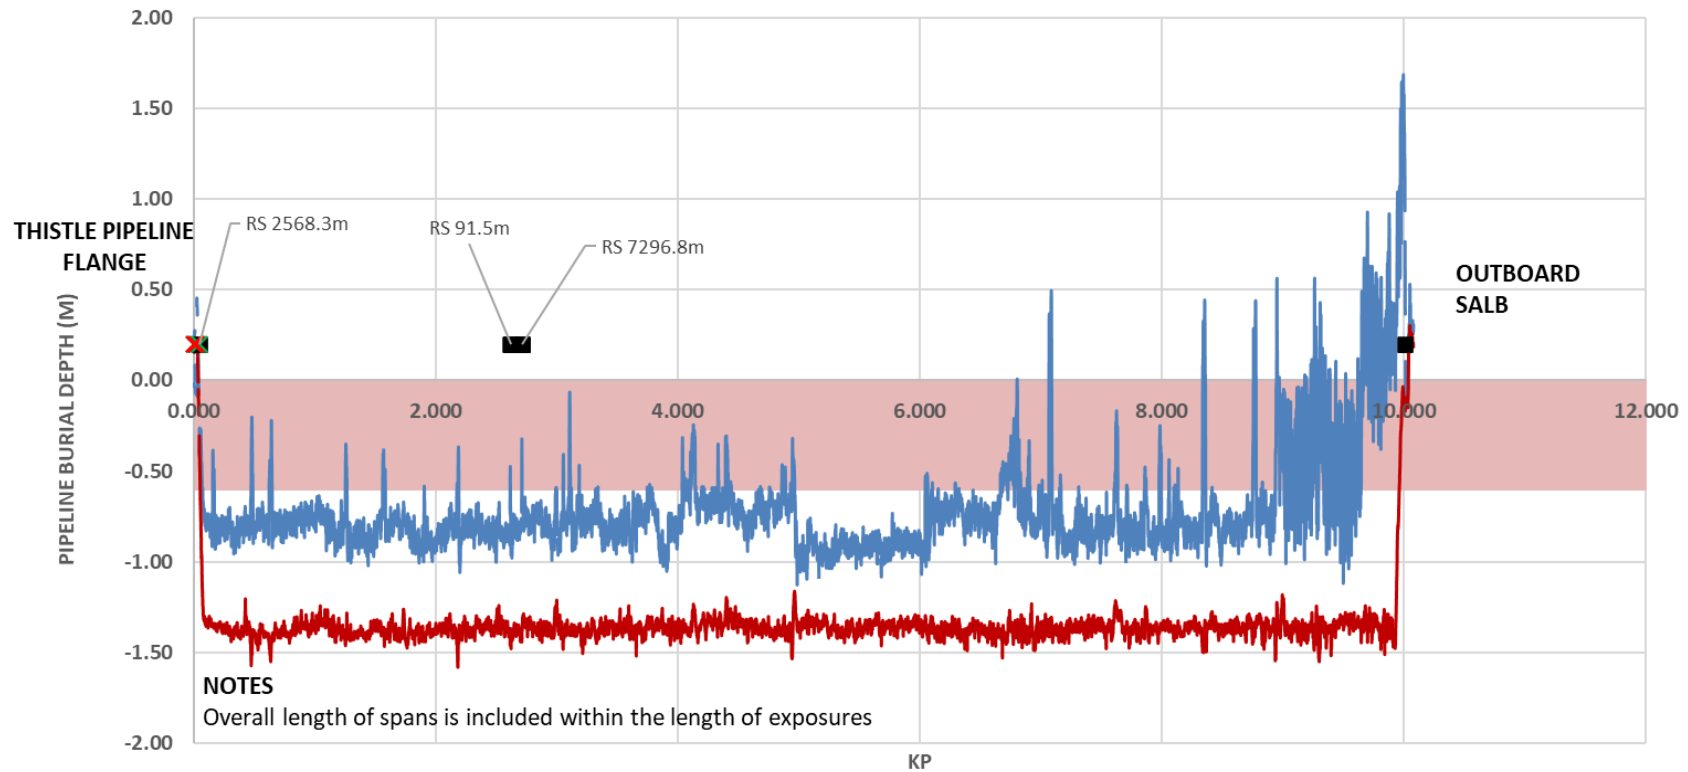 2.00
1.50
1.00
0.50
0.00
-0.50
-1.00
-1.50
-2.00
PIPELINE BURIAL DEPTH (M)
THISTLE PIPELINE
FLANGE
RS 2568.3m
RS 91.5m
RS 7296.8m
OUTBOARD
SALB
0.000
2.000
4.000
6.000
8.000
10.000
12.000
NOTES
Overall length of spans is included within the length of exposures
KP